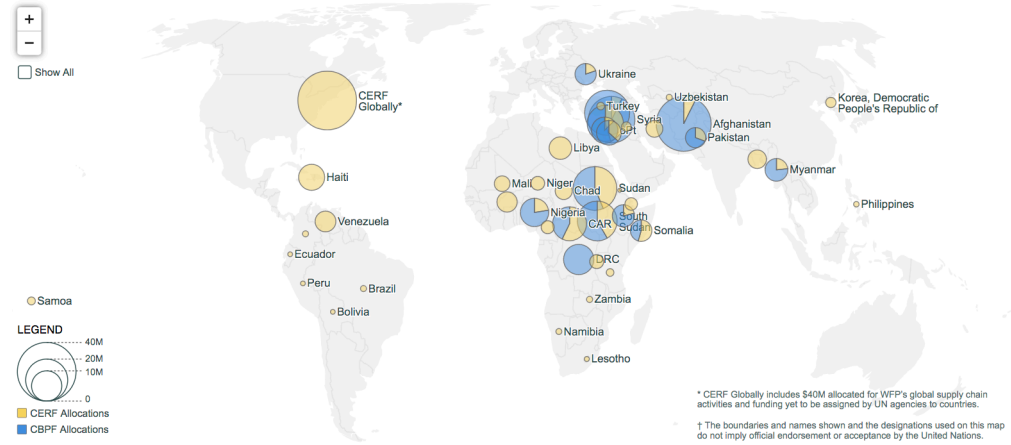 +
−
Show All
Ukraine
CERF
Globally*
Turkey
Uzbekistan
Korea, Democratic
People's Republic of
Syria
Afghanistan
Pakistan
Libya
Haiti
Mali
Niger
Chad
Sudan
Myanmar
Nigeria
CAR
South
Sudan
Somalia
Philippines
Venezuela
Ecuador
DRC
Peru
Brazil
Samoa
Zambia
Bolivia
Namibia
Lesotho
LEGEND
40M
20M
10M
0
CERF Allocations
CBPF Allocations
* CERF Globally includes $40M allocated for WFP's global supply chain
activities and funding yet to be assigned by UN agencies to countries.
† The boundaries and names shown and the designations used on this map
do not imply official endorsement or acceptance by the United Nations.